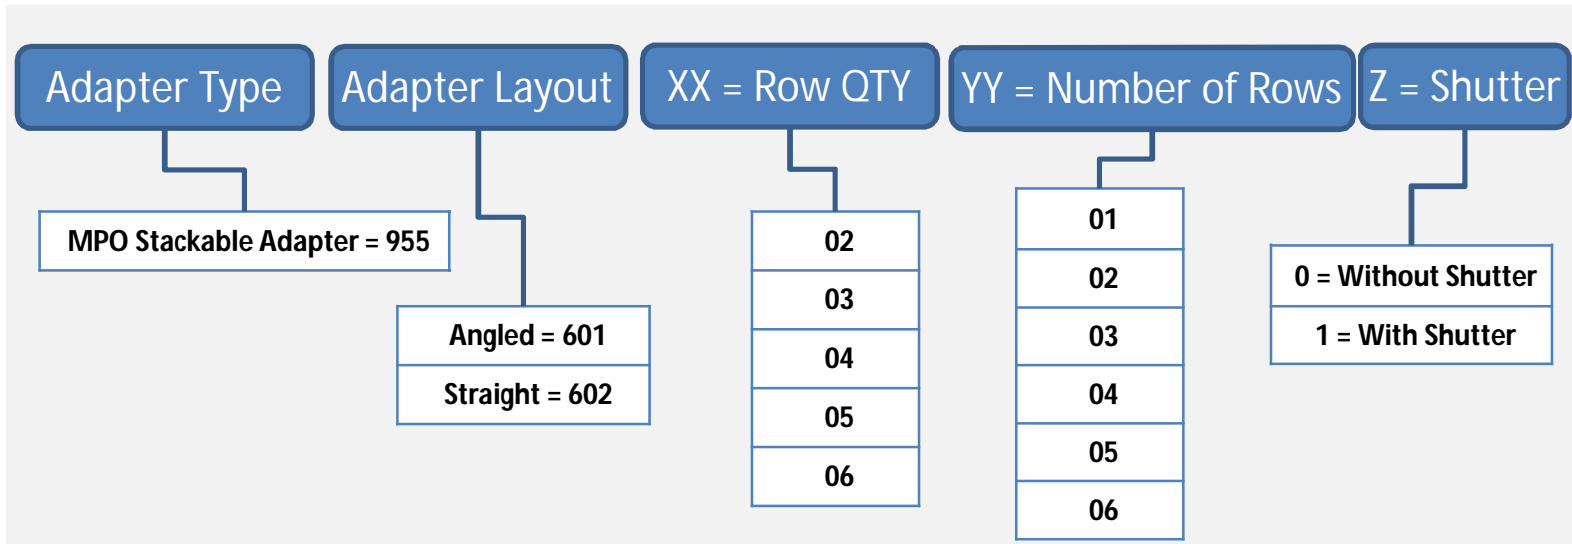 Adapter Type
Adapter Layout
XX = Row QTY
YY = Number of Rows
Z = Shutter
MPO Stackable Adapter = 955
Angled = 601
Straight = 602
02
03
04
05
06
01
02
03
04
05
06
0 = Without Shutter
1 = With Shutter